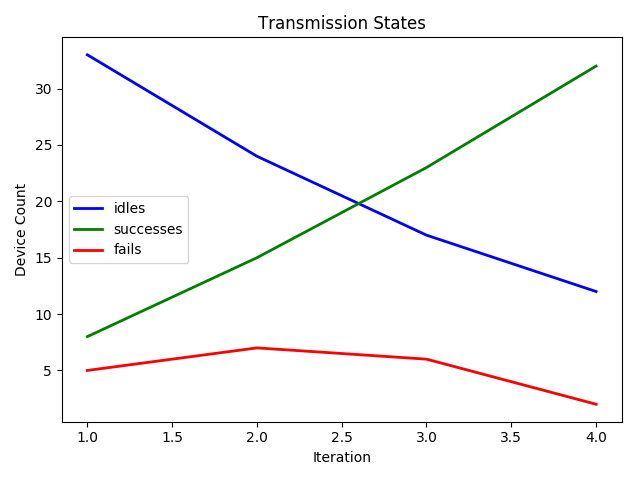 Transmission States
Device Count
30
25
20
15
10
5
idles
successes
fails
1.0 1.5 2.0 2.5 3.0 3.5 4.0
Iteration